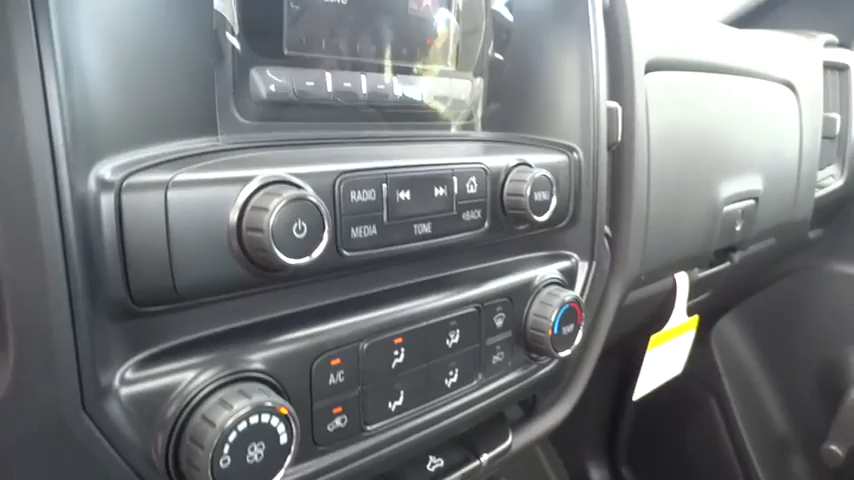 RADIO
MENU
MEDIA
TONE
BACK
TEMP
A/C